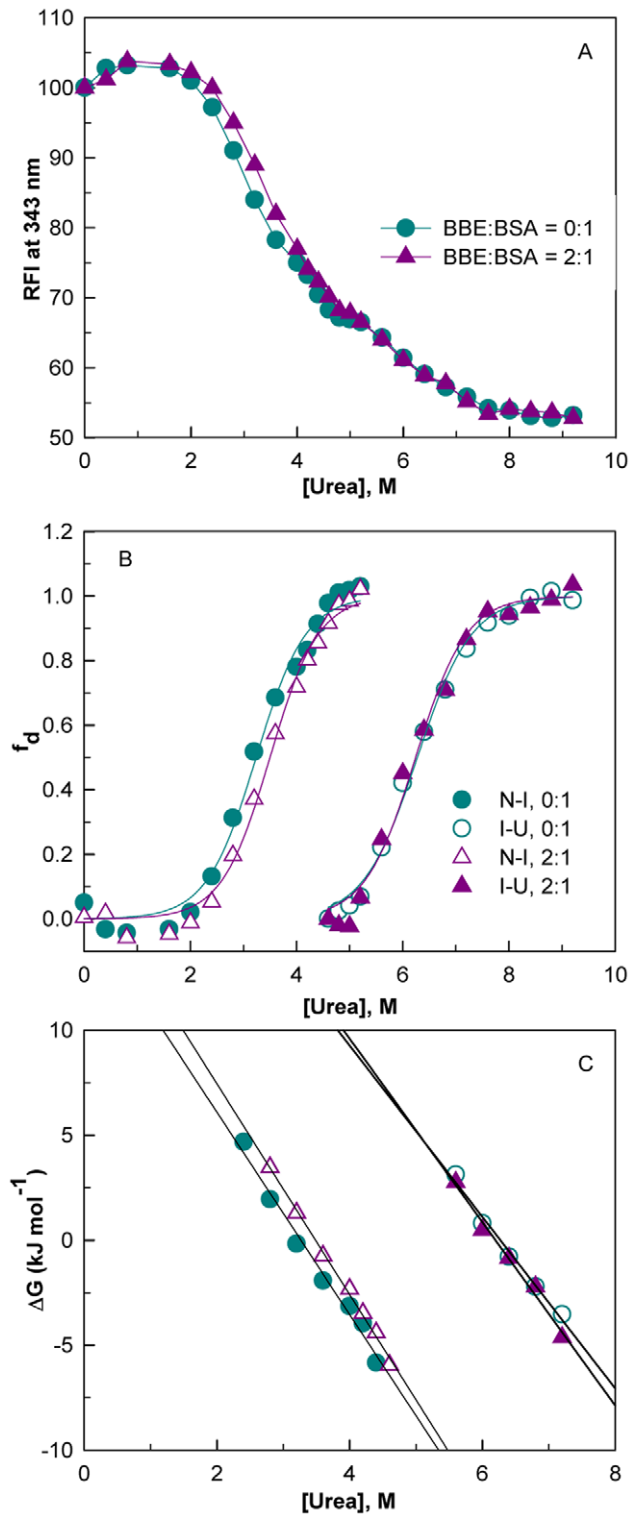 A
110
100
90
80
70
60
50
RFI at 343 nm
BBE:BSA = 0:1
BBE:BSA = 2:1
0 2 4 6 8 10
[Urea], M
B
1.2
1.0
0.8
0.6
0.4
0.2
0.0
f_d
N-I, 0:1
I-U, 0:1
N-I, 2:1
I-U, 2:1
0 2 4 6 8 10
[Urea], M
C
10
5
0
-5
-10
ΔG (kJ mol⁻¹)
0 2 4 6 8
[Urea], M